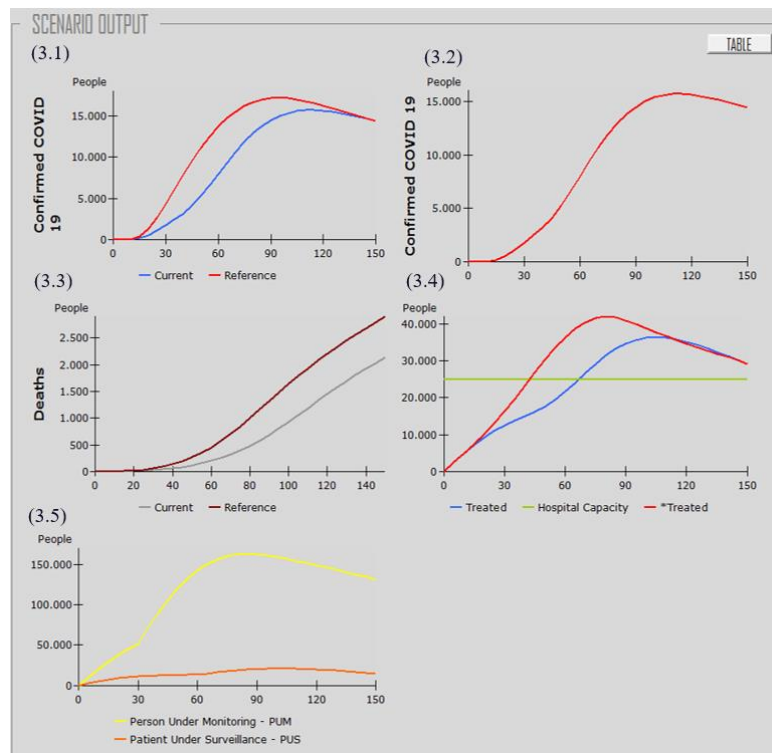 SCENARIO OUTPUT
TABLE
(3.1)
People
Confirmed COVID
19
15.000
10.000
5.000
0
0 30 60 90 120 150
Current Reference
(3.2)
People
Confirmed COVID 19
15.000
10.000
5.000
0
0 30 60 90 120 150
(3.3)
People
Deaths
2.500
2.000
1.500
1.000
500
0
0 20 40 60 80 100 120 140
Current Reference
(3.4)
People
40.000
30.000
20.000
10.000
0
0 30 60 90 120 150
Treated Hospital Capacity *Treated
(3.5)
People
150.000
100.000
50.000
0
0 30 60 90 120 150
Person Under Monitoring - PUM
Patient Under Surveillance - PUS